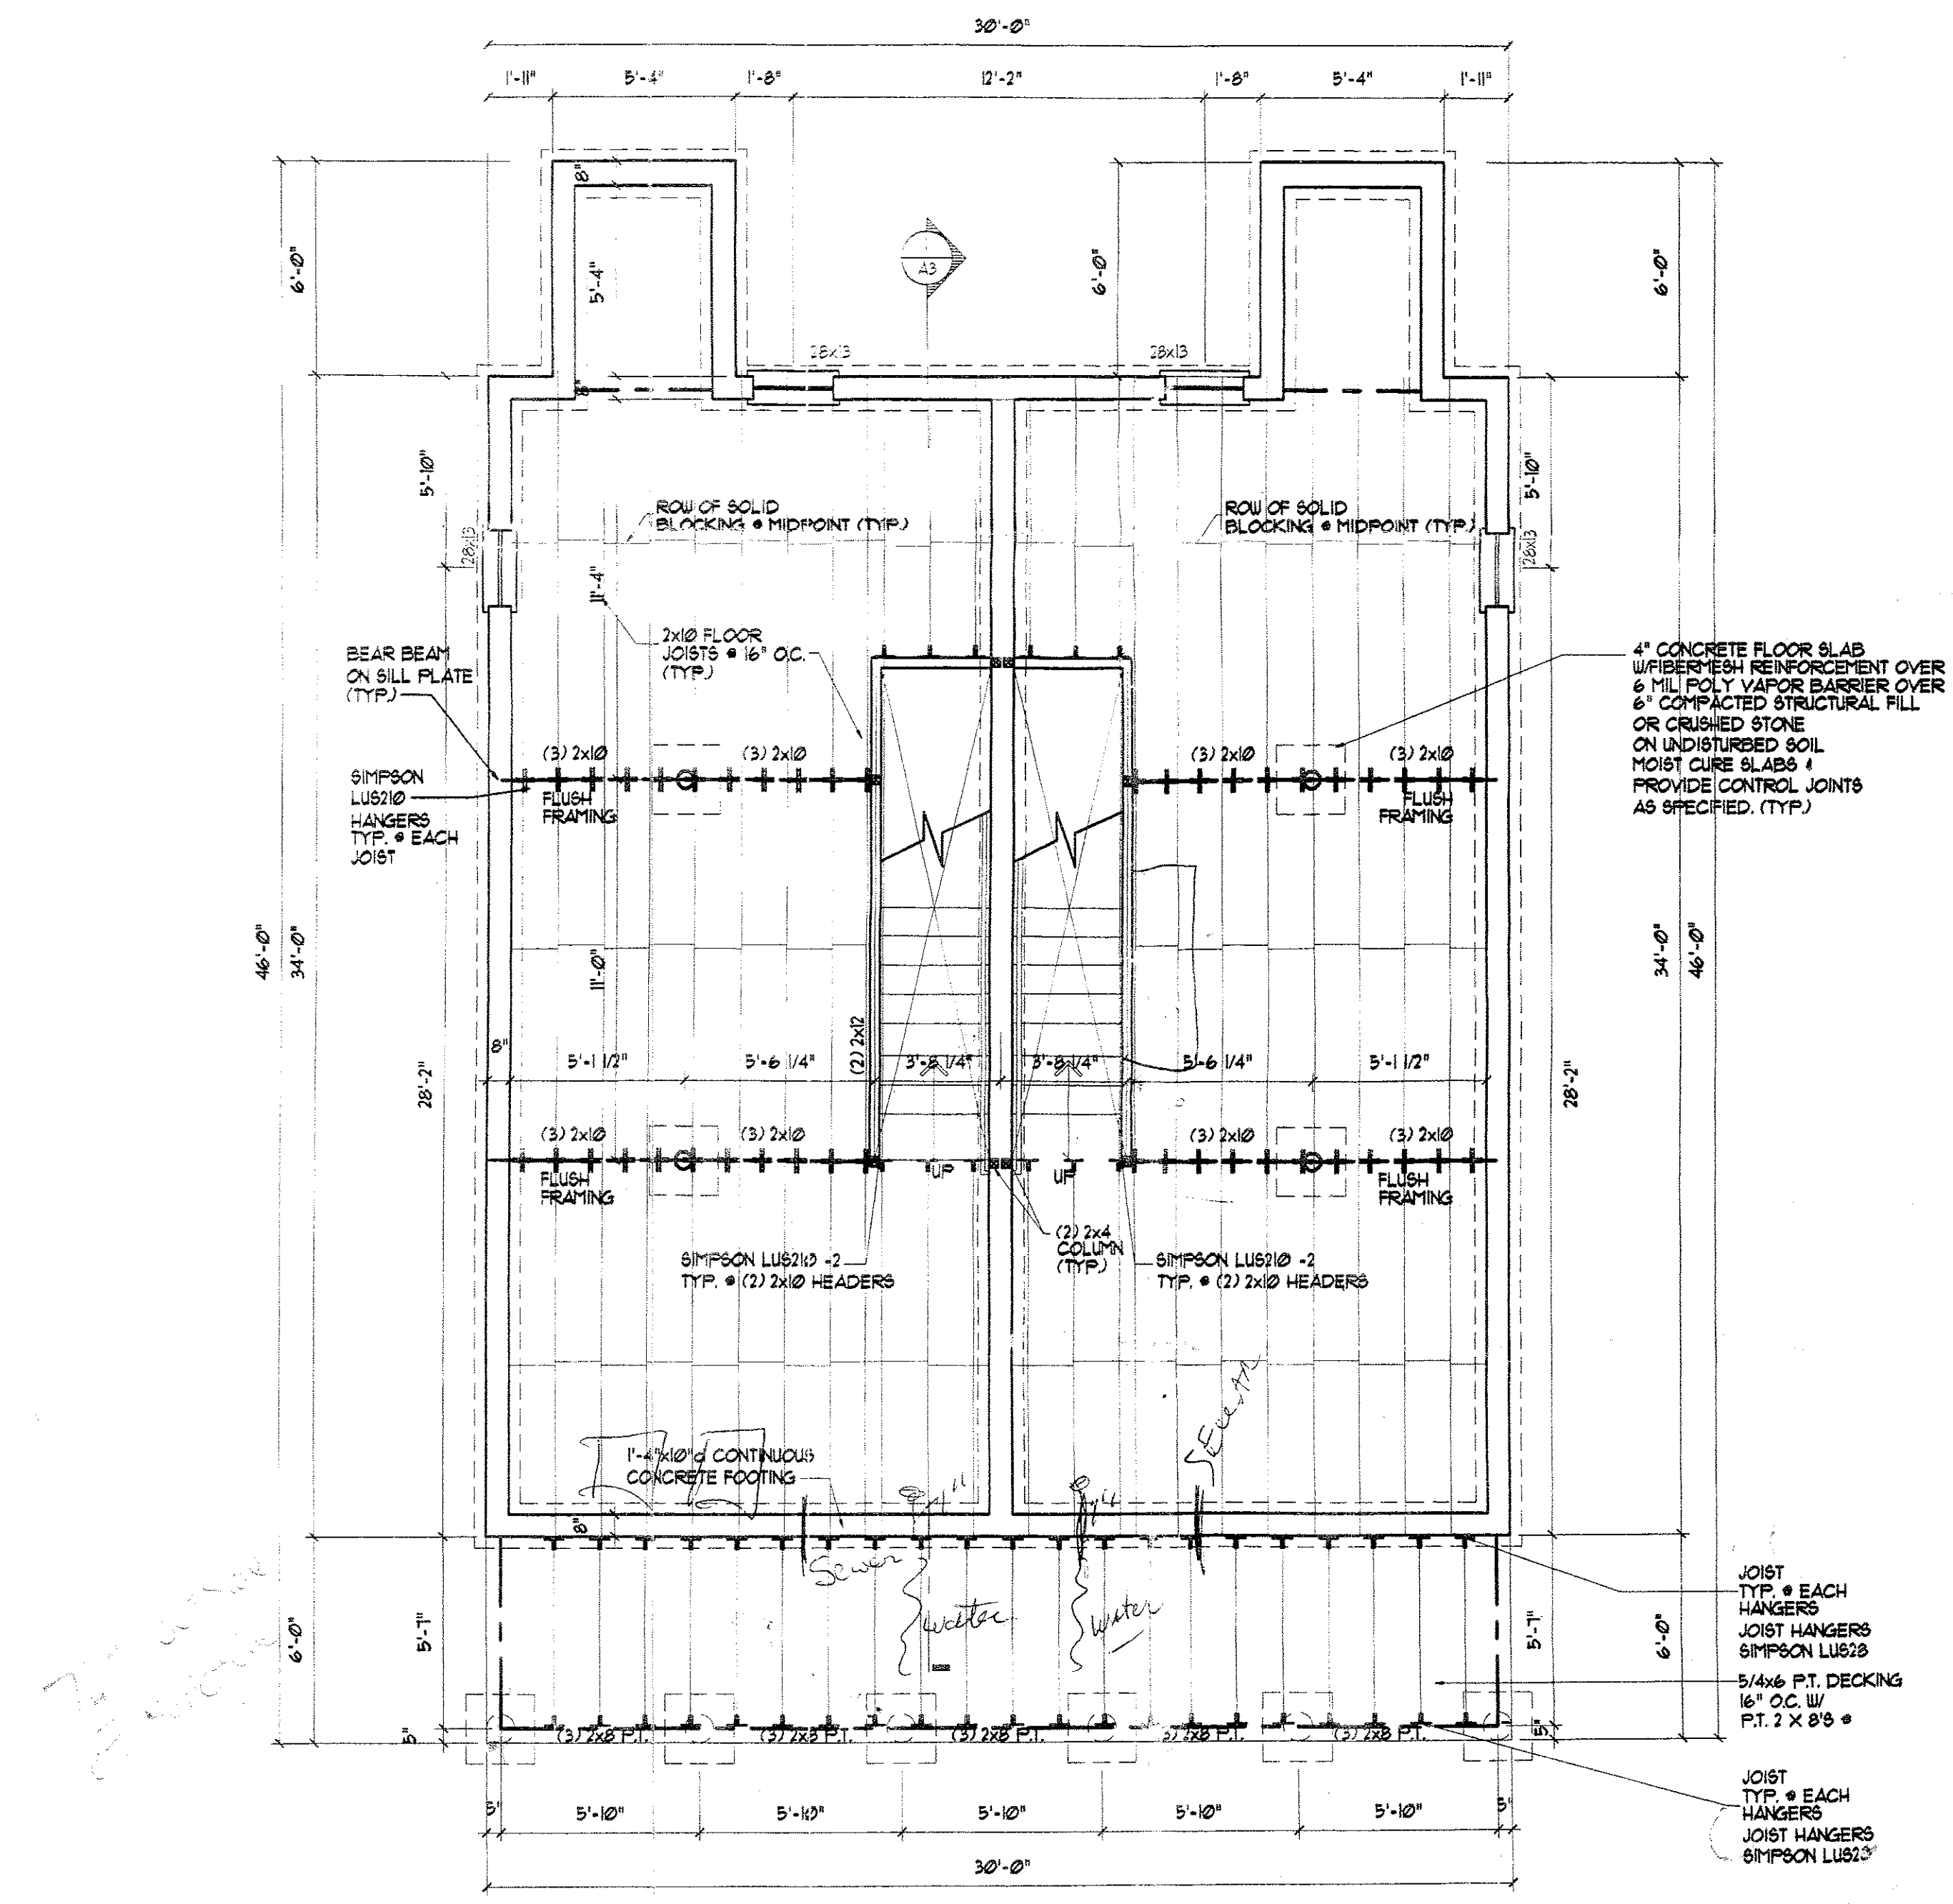 30'-0"
1'-11" 5'-4" 1'-8" 12'-2" 1'-8" 5'-4" 1'-11"
8"
6'-0"
5'-4"
A3
6'-0"
6'-0"
28x13
28x13
8"
5'-10"
5'-10"
ROW OF SOLID
BLOCKING @ MIDPOINT (TYP.)
ROW OF SOLID
BLOCKING @ MIDPOINT (TYP.)
28x13
28x13
11'-4"
2x10 FLOOR
JOISTS @ 16" O.C.
(TYP.)
BEAR BEAM
ON SILL PLATE
(TYP.)
4" CONCRETE FLOOR SLAB
W/FIBERMESH REINFORCEMENT OVER
6 MIL POLY VAPOR BARRIER OVER
6" COMPACTED STRUCTURAL FILL
OR CRUSHED STONE
ON UNDISTURBED SOIL
MOIST CURE SLABS &
PROVIDE CONTROL JOINTS
AS SPECIFIED. (TYP.)
(3) 2x10 (3) 2x10 (3) 2x10 (3) 2x10
SIMPSON
LUS210
HANGERS
TYP. @ EACH
JOIST
FLUSH
FRAMING
FLUSH
FRAMING
46'-0"
34'-0"
11'-0"
34'-0"
46'-0"
(2) 2x12
8"
5'-1 1/2" 5'-6 1/4" 3'-8 1/4" 3'-8 1/4" 5'-6 1/4" 5'-1 1/2"
28'-2"
28'-2"
(3) 2x10 (3) 2x10 (3) 2x10 (3) 2x10
FLUSH
FRAMING
UP
UP
FLUSH
FRAMING
(2) 2x4
COLUMN
(TYP.)
SIMPSON LUS210 -2
TYP. @ (2) 2x10 HEADERS
SIMPSON LUS210 -2
TYP. @ (2) 2x10 HEADERS
1'-4"x10"d CONTINUOUS
CONCRETE FOOTING
8"
Sewer
water
water
6'-0"
5'-7"
5"
5'-7"
5"
6'-0"
JOIST
TYP. @ EACH
HANGERS
JOIST HANGERS
SIMPSON LUS28
5/4x6 P.T. DECKING
16" O.C. W/
P.T. 2 X 8'S @
(3) 2x8 P.T. (3) 2x8 P.T. (3) 2x8 P.T. 3) 2x8 P.T. (3) 2x8 P.T.
JOIST
TYP. @ EACH
HANGERS
JOIST HANGERS
SIMPSON LUS28
5" 5'-10" 5'-10" 5'-10" 5'-10" 5'-10" 5"
30'-0"